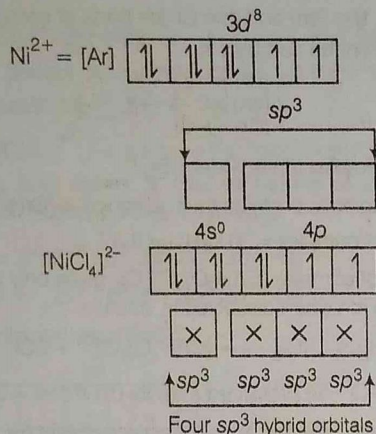 3d⁸
Ni²⁺ = [Ar] ⥮ ⥮ ⥮ ↿ ↿
sp³
4s⁰ 4p
[NiCl₄]²⁻ ⥮ ⥮ ⥮ ↿ ↿
× × × ×
sp³ sp³ sp³ sp³
Four sp³ hybrid orbitals